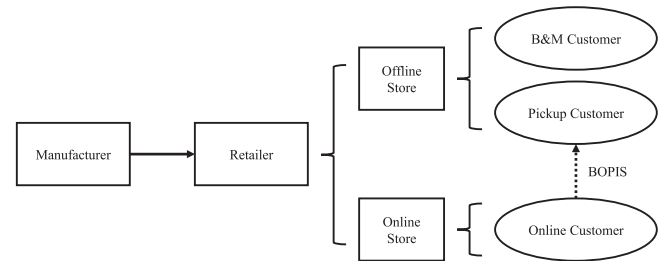 B&M Customer
Offline
Store
Pickup Customer
Manufacturer
Retailer
BOPIS
Online
Store
Online Customer